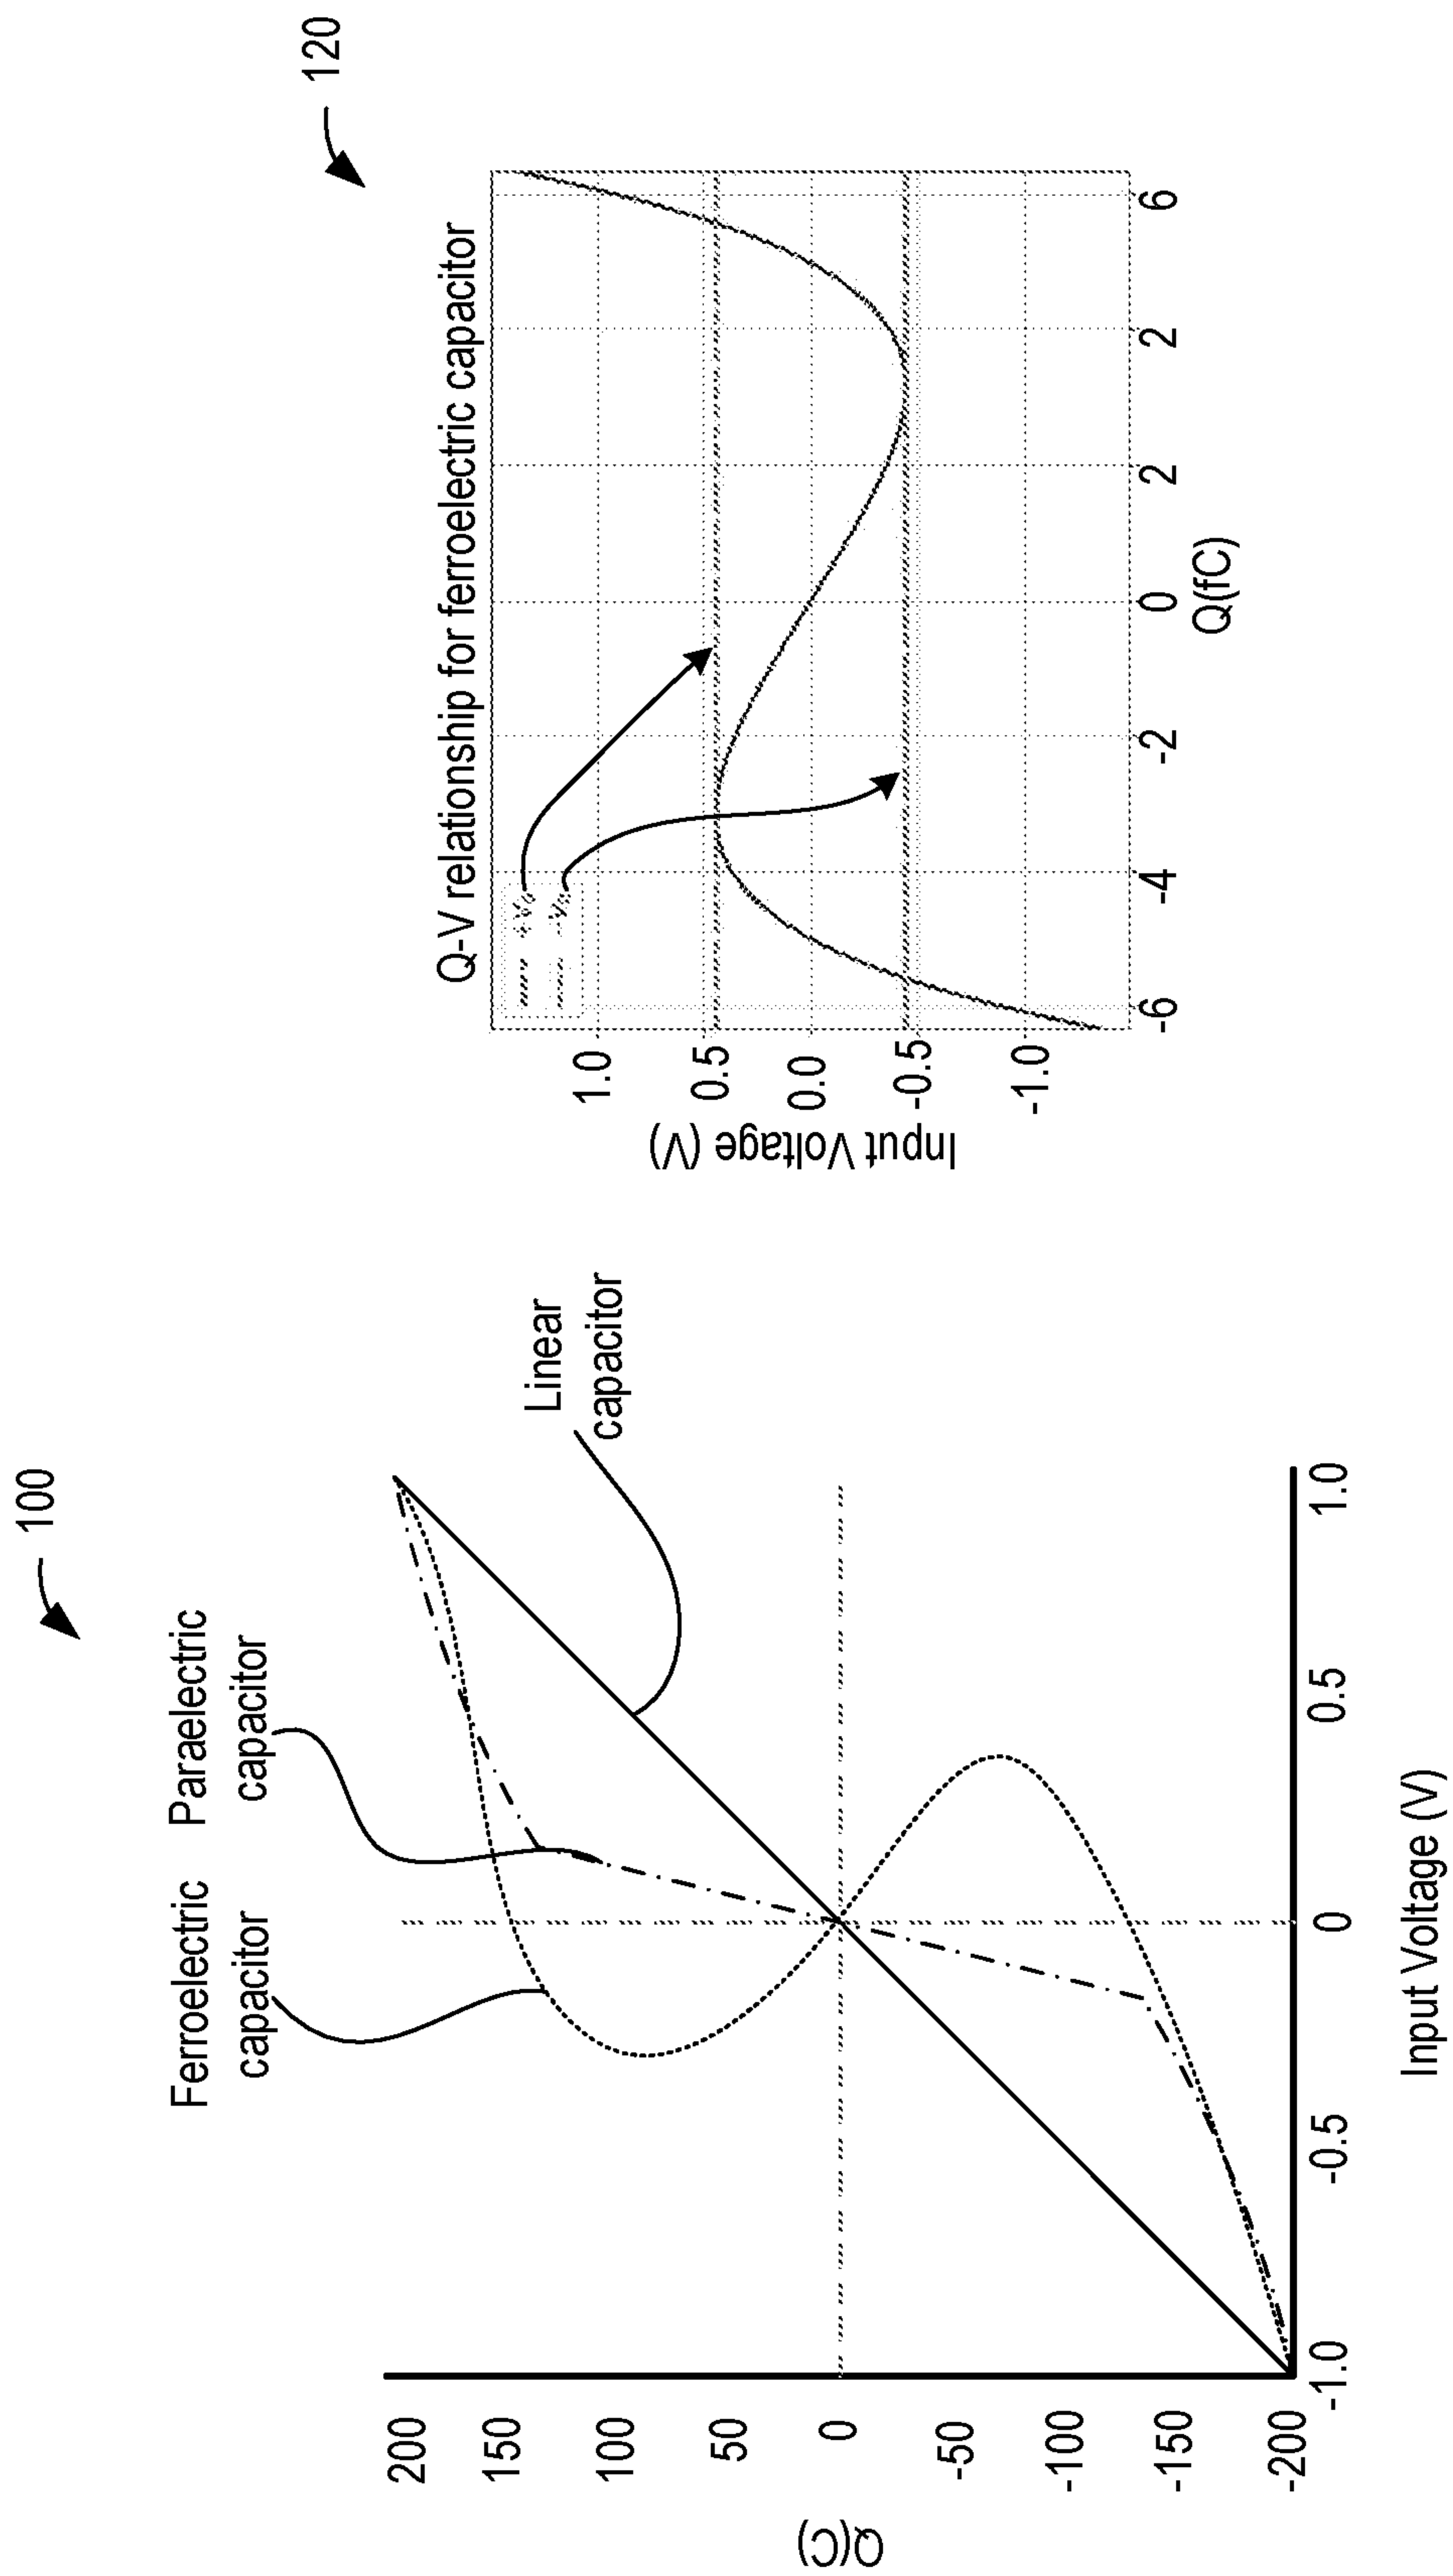 100
Ferroelectric
capacitor
Paraelectric
capacitor
Linear
capacitor
Q(C)
200
150
100
50
0
-50
-100
-150
-200
-1.0
-0.5
0
0.5
1.0
Input Voltage (V)
120
Q-V relationship for ferroelectric capacitor
Input Voltage (V)
1.0
0.5
0.0
-0.5
-1.0
-6
-4
-2
0
2
2
6
Q(fC)